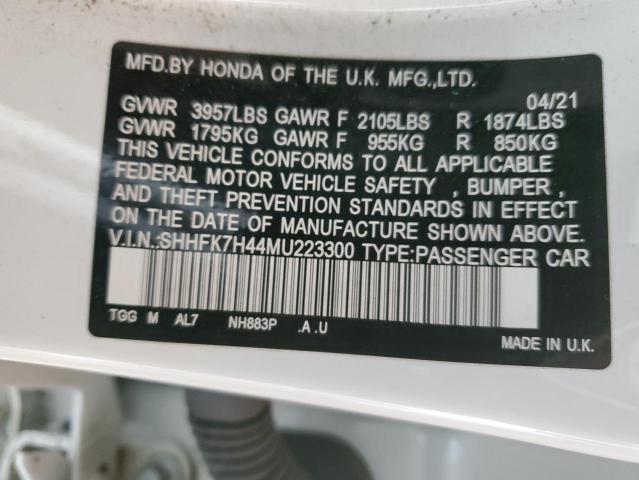 MFD.BY HONDA OF THE U.K. MFG.,LTD.
04/21
GVWR 3957LBS GAWR F 2105LBS R 1874LBS
GVWR 1795KG GAWR F 955KG R 850KG
THIS VEHICLE CONFORMS TO ALL APPLICABLE
FEDERAL MOTOR VEHICLE SAFETY , BUMPER ,
AND THEFT PREVENTION STANDARDS IN EFFECT
ON THE DATE OF MANUFACTURE SHOWN ABOVE.
V.I.N.:SHHFK7H44MU223300 TYPE:PASSENGER CAR
TGG M AL7 NH883P .A .U
MADE IN U.K.